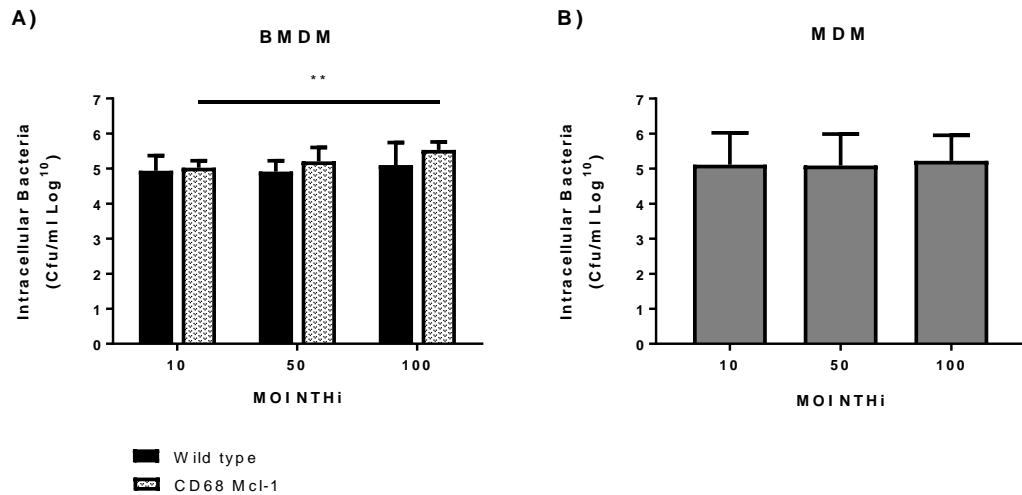 A)
BMDM
**
Intracellular Bacteria
(Cfu/ml Log10)
7
6
5
4
3
2
1
0
10 50 100
MOI NTHi
Wild type
CD68 Mcl-1
B)
MDM
Intracellular Bacteria
(Cfu/ml Log10)
7
6
5
4
3
2
1
0
10 50 100
MOI NTHi